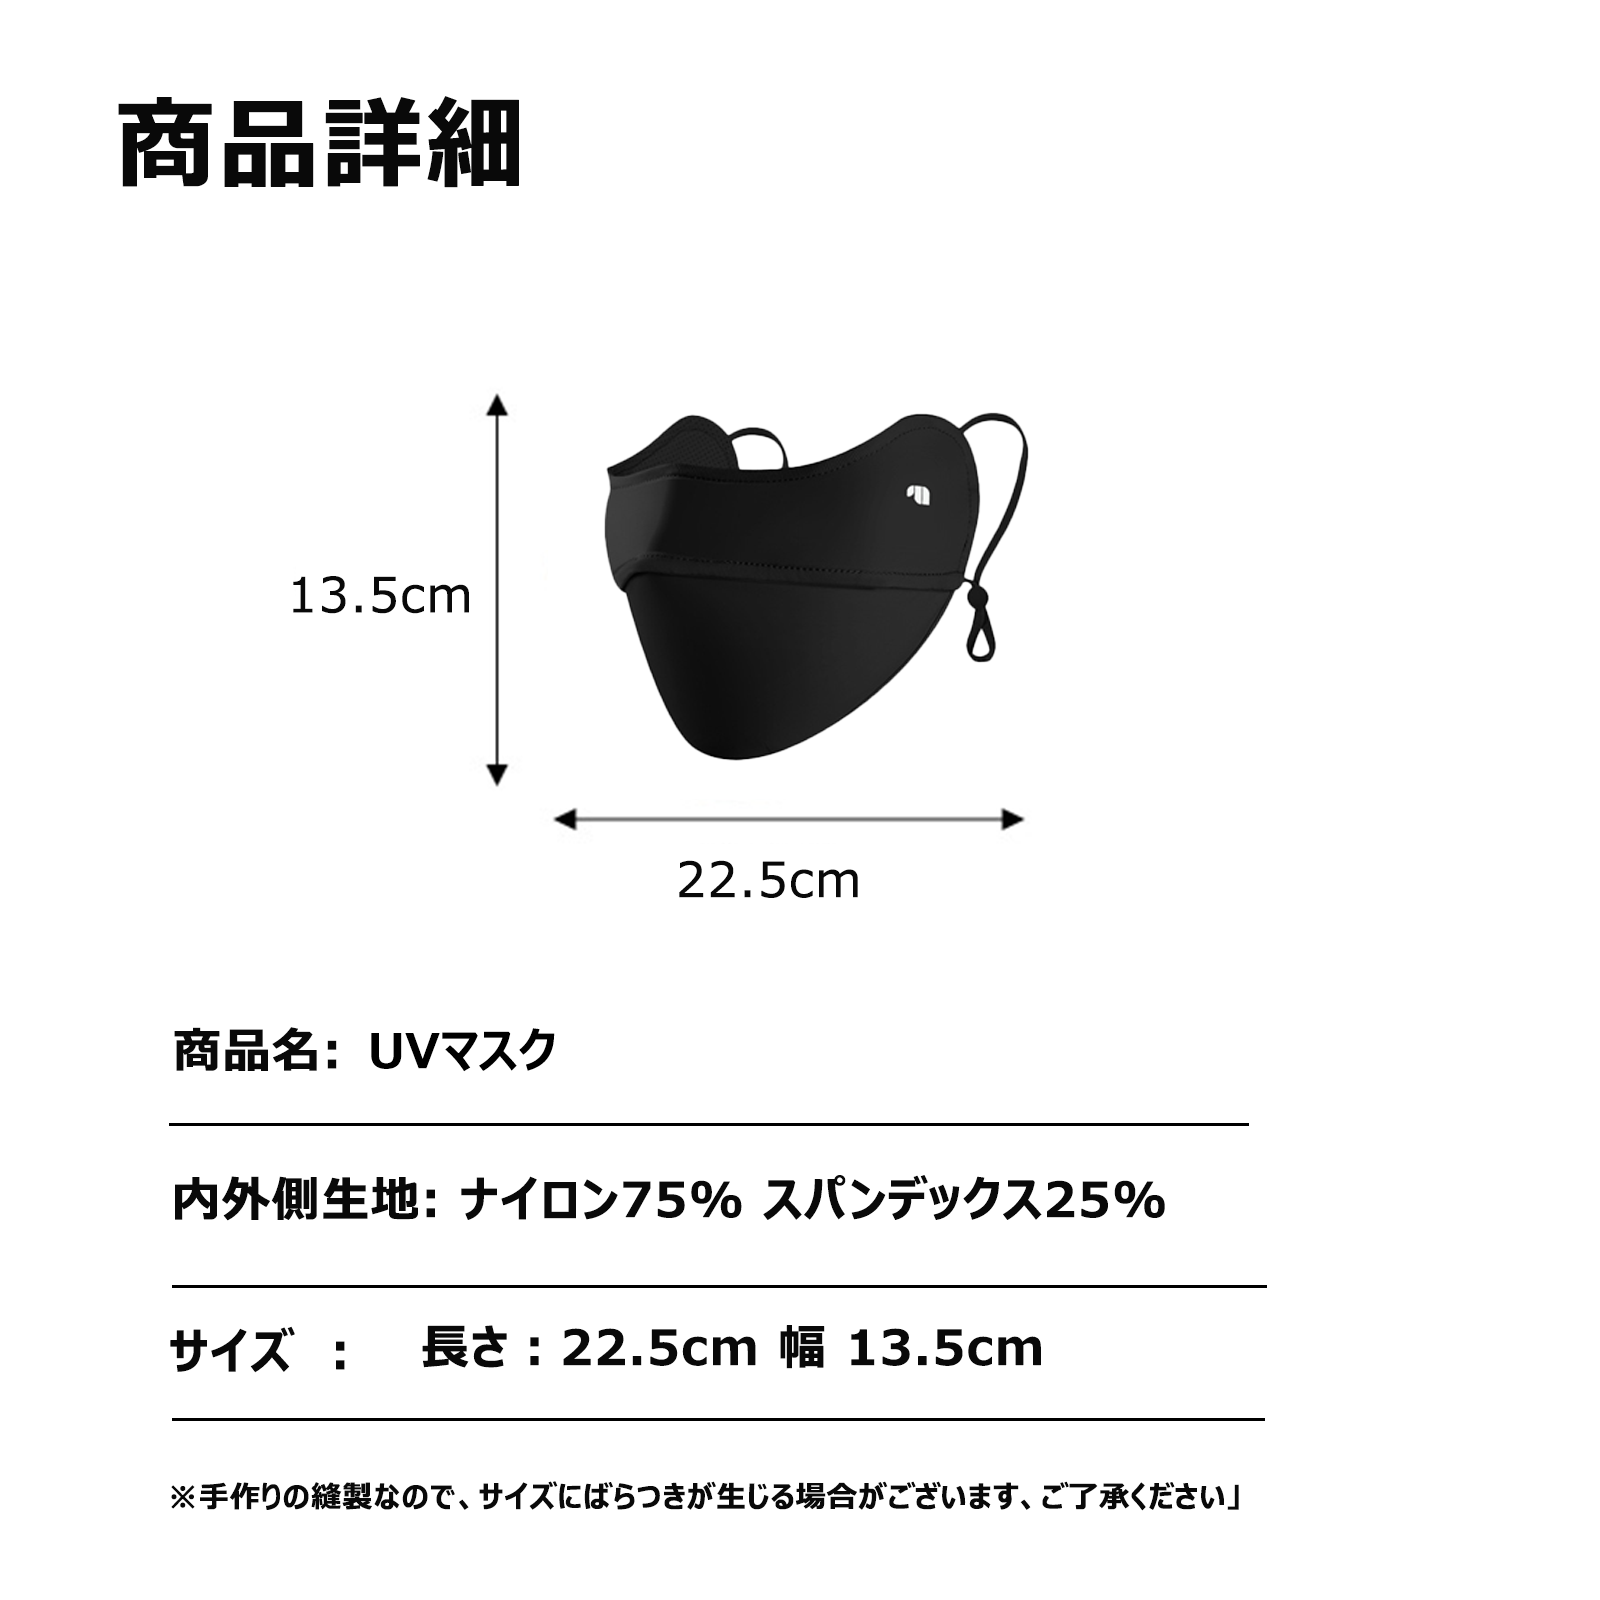 商品詳細
13.5cm
22.5cm
商品名: UVマスク
内外側生地: ナイロン75% スパンデックス25%
サイズ : 長さ : 22.5cm 幅 13.5cm
※手作りの縫製なので、サイズにばらつきが生じる場合がございます、ご了承ください」